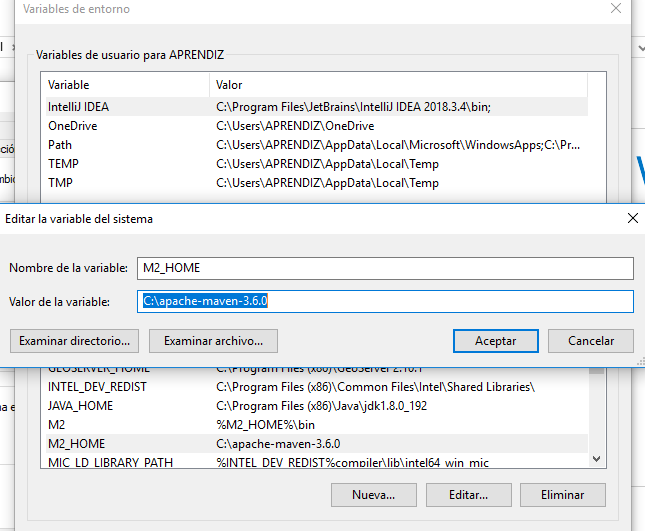 Variables de entorno
Variables de usuario para APRENDIZ
Variable Valor
IntelliJ IDEA C:\Program Files\JetBrains\IntelliJ IDEA 2018.3.4\bin;
OneDrive C:\Users\APRENDIZ\OneDrive
Path C:\Users\APRENDIZ\AppData\Local\Microsoft\WindowsApps;C:\Pr...
TEMP C:\Users\APRENDIZ\AppData\Local\Temp
TMP C:\Users\APRENDIZ\AppData\Local\Temp
Editar la variable del sistema
Nombre de la variable: M2_HOME
Valor de la variable: C:\apache-maven-3.6.0
Examinar directorio... Examinar archivo... Aceptar Cancelar
GEOSERVER_HOME C:\Program Files (x86)\GeoServer 2.10.1
INTEL_DEV_REDIST C:\Program Files (x86)\Common Files\Intel\Shared Libraries\
JAVA_HOME C:\Program Files (x86)\Java\jdk1.8.0_192
M2 %M2_HOME%\bin
M2_HOME C:\apache-maven-3.6.0
MIC_LD_LIBRARY_PATH %INTEL_DEV_REDIST%compiler\lib\intel64_win_mic
Nueva... Editar... Eliminar